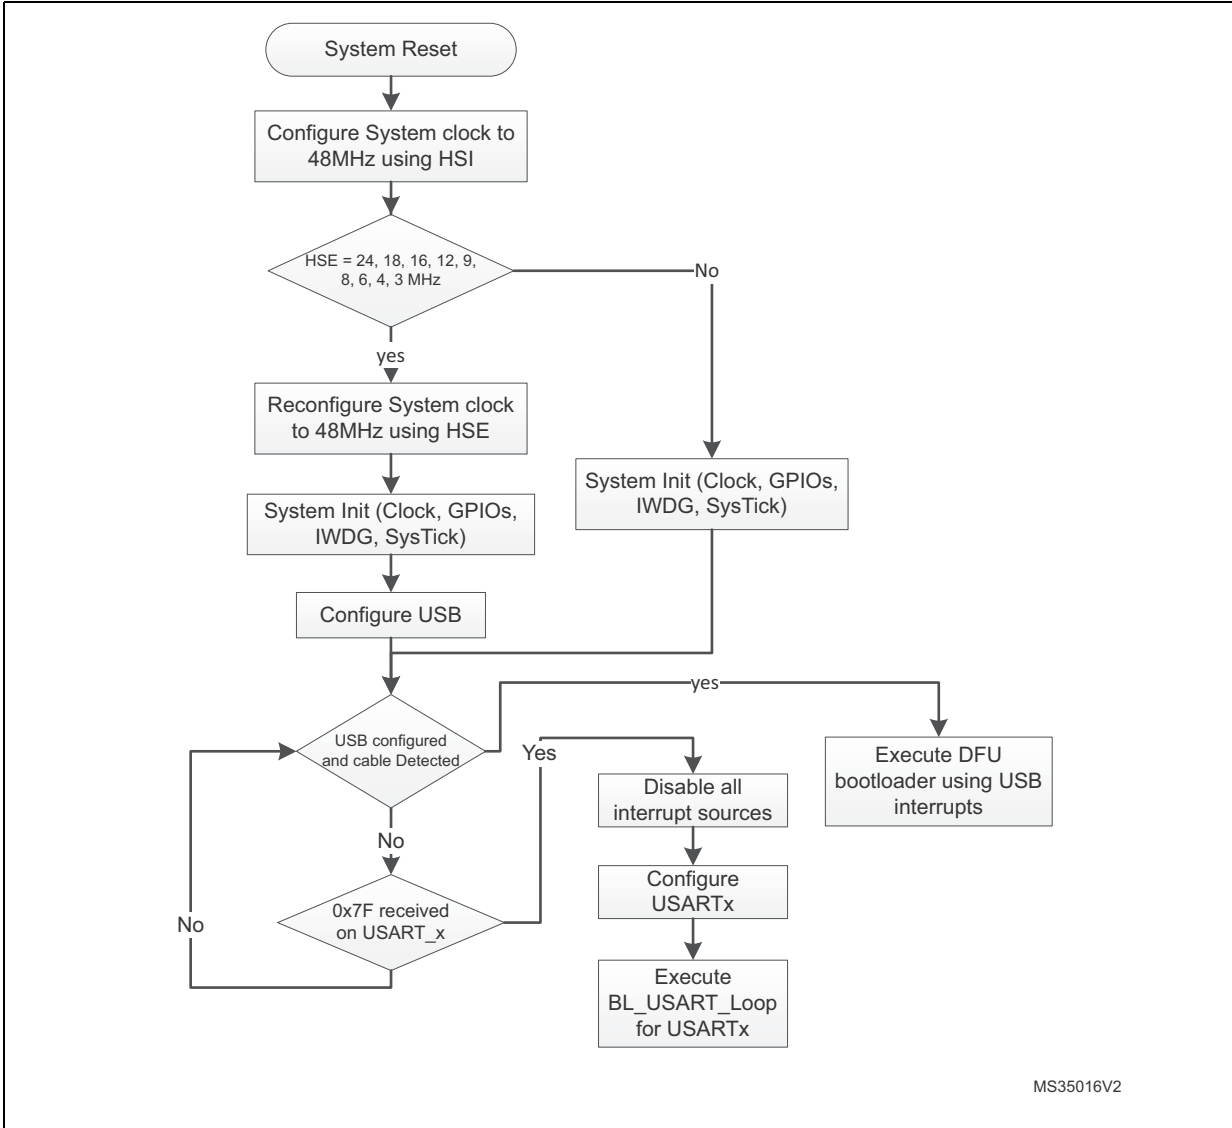 System Reset
Configure System clock to
48MHz using HSI
HSE = 24, 18, 16, 12, 9,
8, 6, 4, 3 MHz
No
yes
Reconfigure System clock
to 48MHz using HSE
System Init (Clock, GPIOs,
IWDG, SysTick)
System Init (Clock, GPIOs,
IWDG, SysTick)
Configure USB
yes
USB configured
and cable Detected
Yes
Execute DFU
bootloader using USB
interrupts
Disable all
interrupt sources
No
Configure
USARTx
0x7F received
on USART_x
No
Execute
BL_USART_Loop
for USARTx
MS35016V2